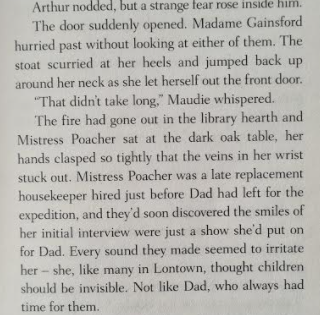 Arthur nodded, but a strange fear rose inside him.
The door suddenly opened. Madame Gainsford
hurried past without looking at either of them. The
stoat scurried at her heels and jumped back up
around her neck as she let herself out the front door.
“That didn’t take long,” Maudie whispered.
The fire had gone out in the library hearth and
Mistress Poacher sat at the dark oak table, her
hands clasped so tightly that the veins in her wrist
stuck out. Mistress Poacher was a late replacement
housekeeper hired just before Dad had left for the
expedition, and they’d soon discovered the smiles of
her initial interview were just a show she’d put on
for Dad. Every sound they made seemed to irritate
her – she, like many in Lontown, thought children
should be invisible. Not like Dad, who always had
time for them.